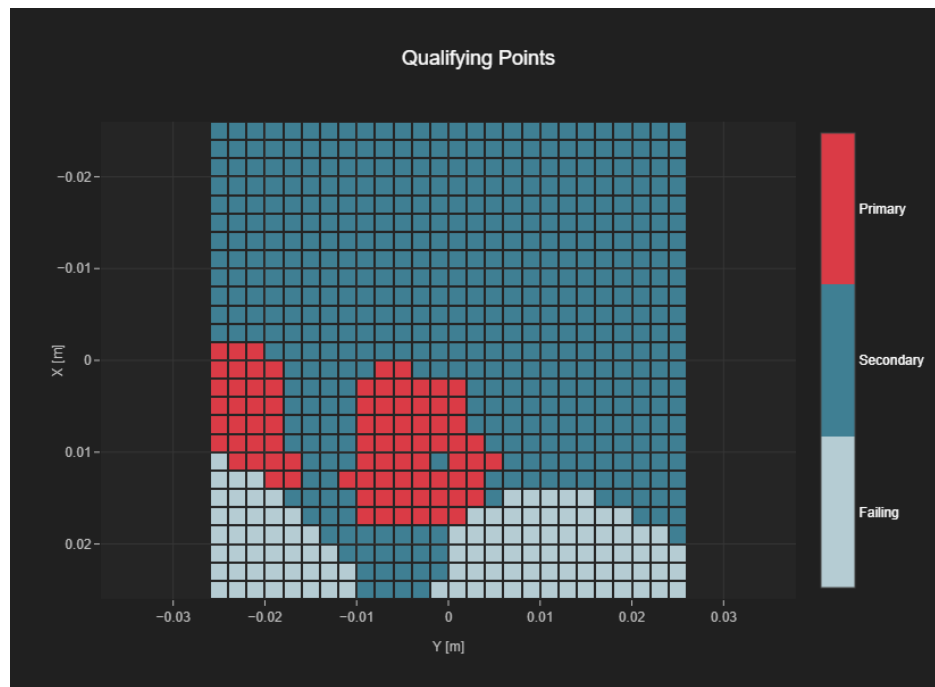 Qualifying Points
−0.02
−0.01
0
0.01
0.02
X [m]
−0.03
−0.02
−0.01
0
0.01
0.02
0.03
Y [m]
Primary
Secondary
Failing